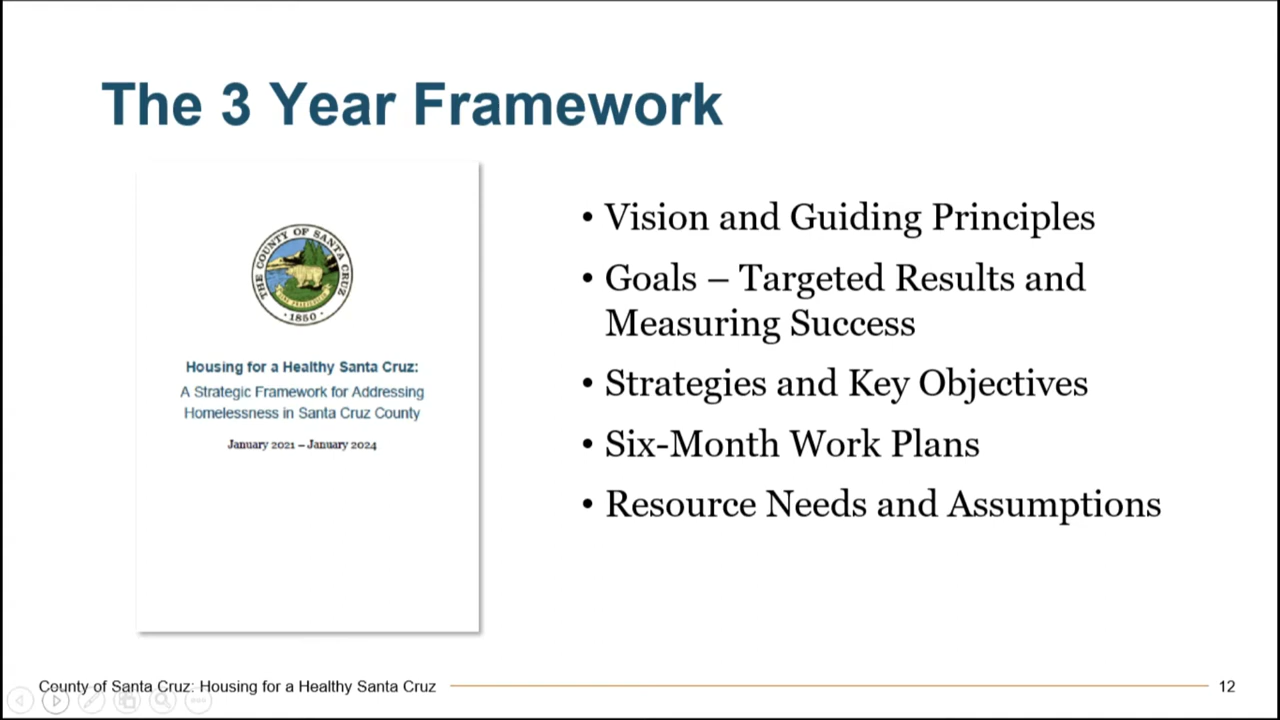 The 3 Year Framework
THE COUNTY OF SANTA CRUZ
· 1850 ·
Housing for a Healthy Santa Cruz:
A Strategic Framework for Addressing
Homelessness in Santa Cruz County
January 2021 – January 2024
• Vision and Guiding Principles
• Goals – Targeted Results and
Measuring Success
• Strategies and Key Objectives
• Six-Month Work Plans
• Resource Needs and Assumptions
County of Santa Cruz: Housing for a Healthy Santa Cruz
12